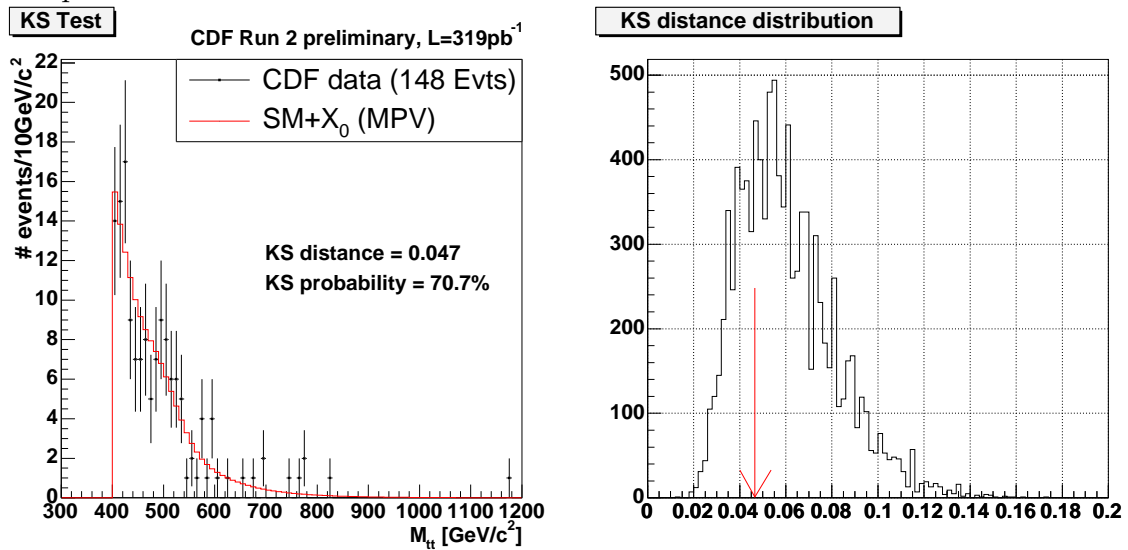 KS Test
CDF Run 2 preliminary, L=319pb⁻¹
CDF data (148 Evts)
SM+X₀ (MPV)
KS distance = 0.047
KS probability = 70.7%
# events/10GeV/c²
22
20
18
16
14
12
10
8
6
4
2
0
300 400 500 600 700 800 900 1000 1100 1200
M_tt [GeV/c²]
KS distance distribution
500
400
300
200
100
0
0 0.02 0.04 0.06 0.08 0.1 0.12 0.14 0.16 0.18 0.2